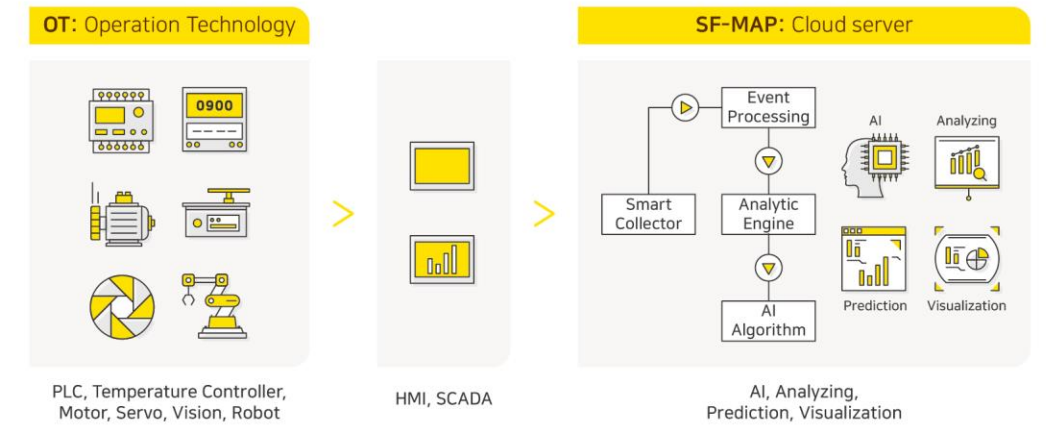 OT: Operation Technology
SF-MAP: Cloud server
0900
Event
Processing
Smart
Collector
Analytic
Engine
AI
Algorithm
AI
Analyzing
Prediction
Visualization
PLC, Temperature Controller,
Motor, Servo, Vision, Robot
HMI, SCADA
AI, Analyzing,
Prediction, Visualization